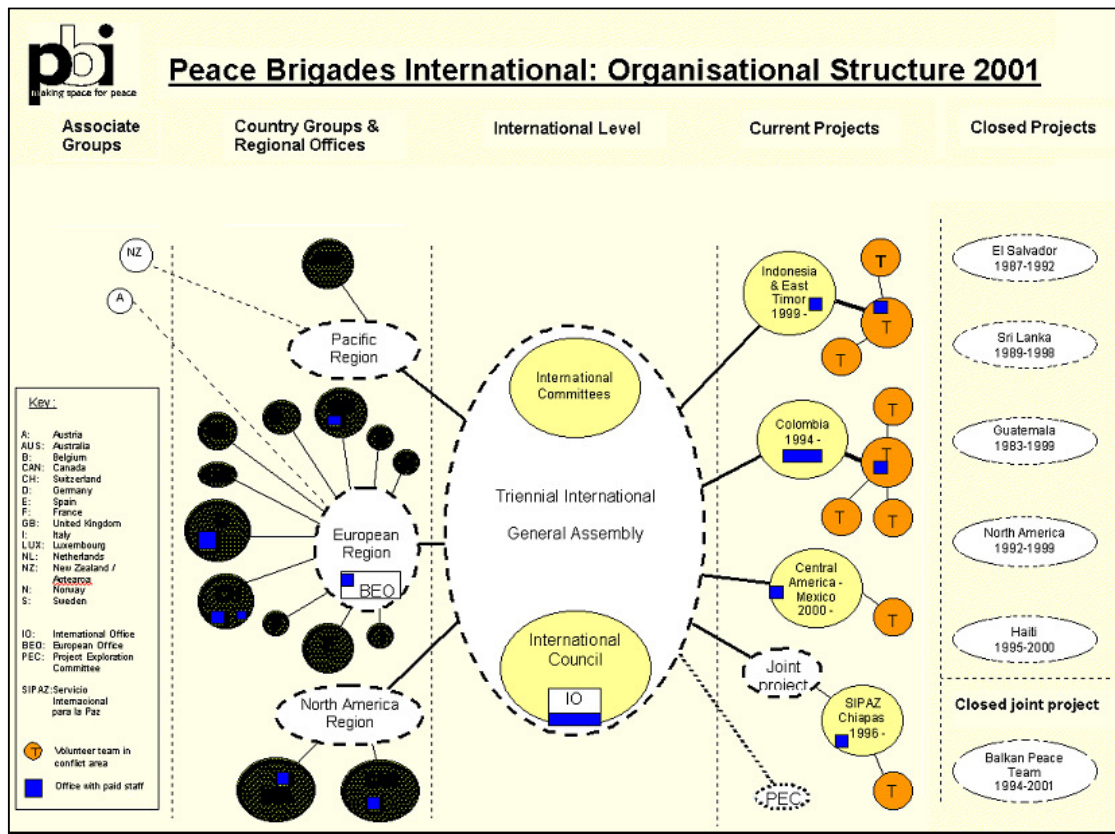 pbi
making space for peace
Peace Brigades International: Organisational Structure 2001
Associate
Groups
Country Groups &
Regional Offices
International Level
Current Projects
Closed Projects
NZ
A
Pacific
Region
European
Region
BEO
North America
Region
International
Committees
Triennial International
General Assembly
International
Council
IO
Indonesia
& East
Timor
1999 -
T
T
T
Colombia
1994 -
T
T
T
T
Central
America -
Mexico
2000 -
T
Joint
project
SIPAZ
Chiapas
1996 -
T
PEC
El Salvador
1987-1992
Sri Lanka
1989-1998
Guatemala
1983-1999
North America
1992-1999
Haiti
1995-2000
Closed joint project
Balkan Peace
Team
1994-2001
Key:
A: Austria
AUS: Australia
B: Belgium
CAN: Canada
CH: Switzerland
D: Germany
E: Spain
F: France
GB: United Kingdom
I: Italy
LUX: Luxembourg
NL: Netherlands
NZ: New Zealand /
Aotearoa
N: Norway
S: Sweden
IO: International Office
BEO: European Office
PEC: Project Exploration
Committee
SIPAZ: Servicio
Internacional
para la Paz
T Volunteer team in
conflict area
Office with paid staff